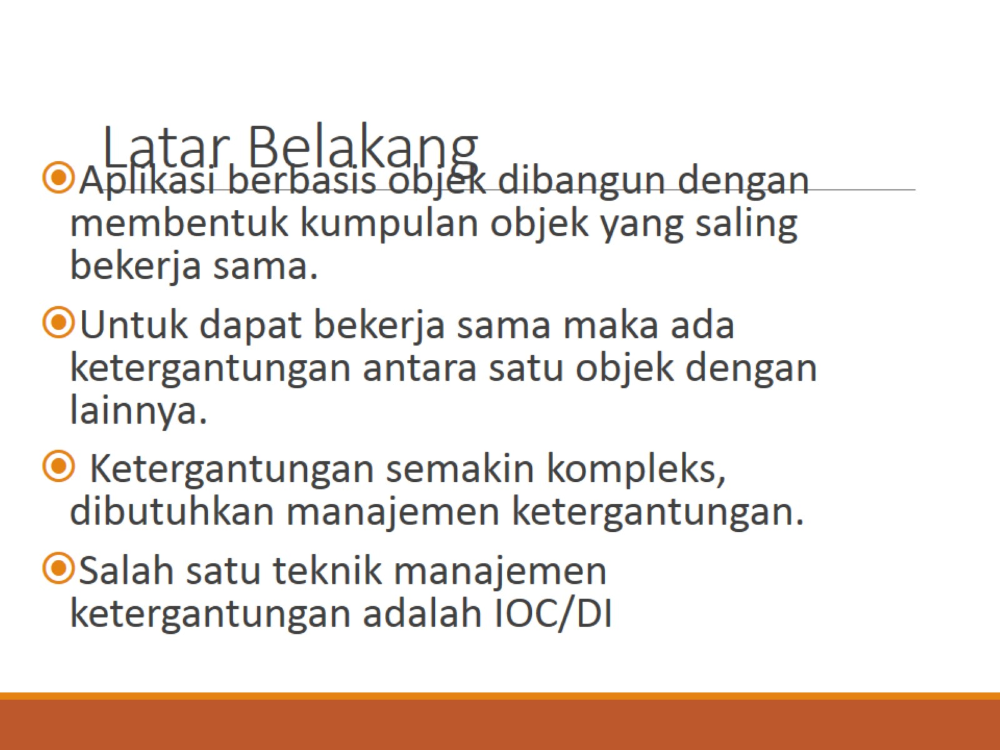 Latar Belakang
Aplikasi berbasis objek dibangun dengan
membentuk kumpulan objek yang saling
bekerja sama.
Untuk dapat bekerja sama maka ada
ketergantungan antara satu objek dengan
lainnya.
Ketergantungan semakin kompleks,
dibutuhkan manajemen ketergantungan.
Salah satu teknik manajemen
ketergantungan adalah IOC/DI